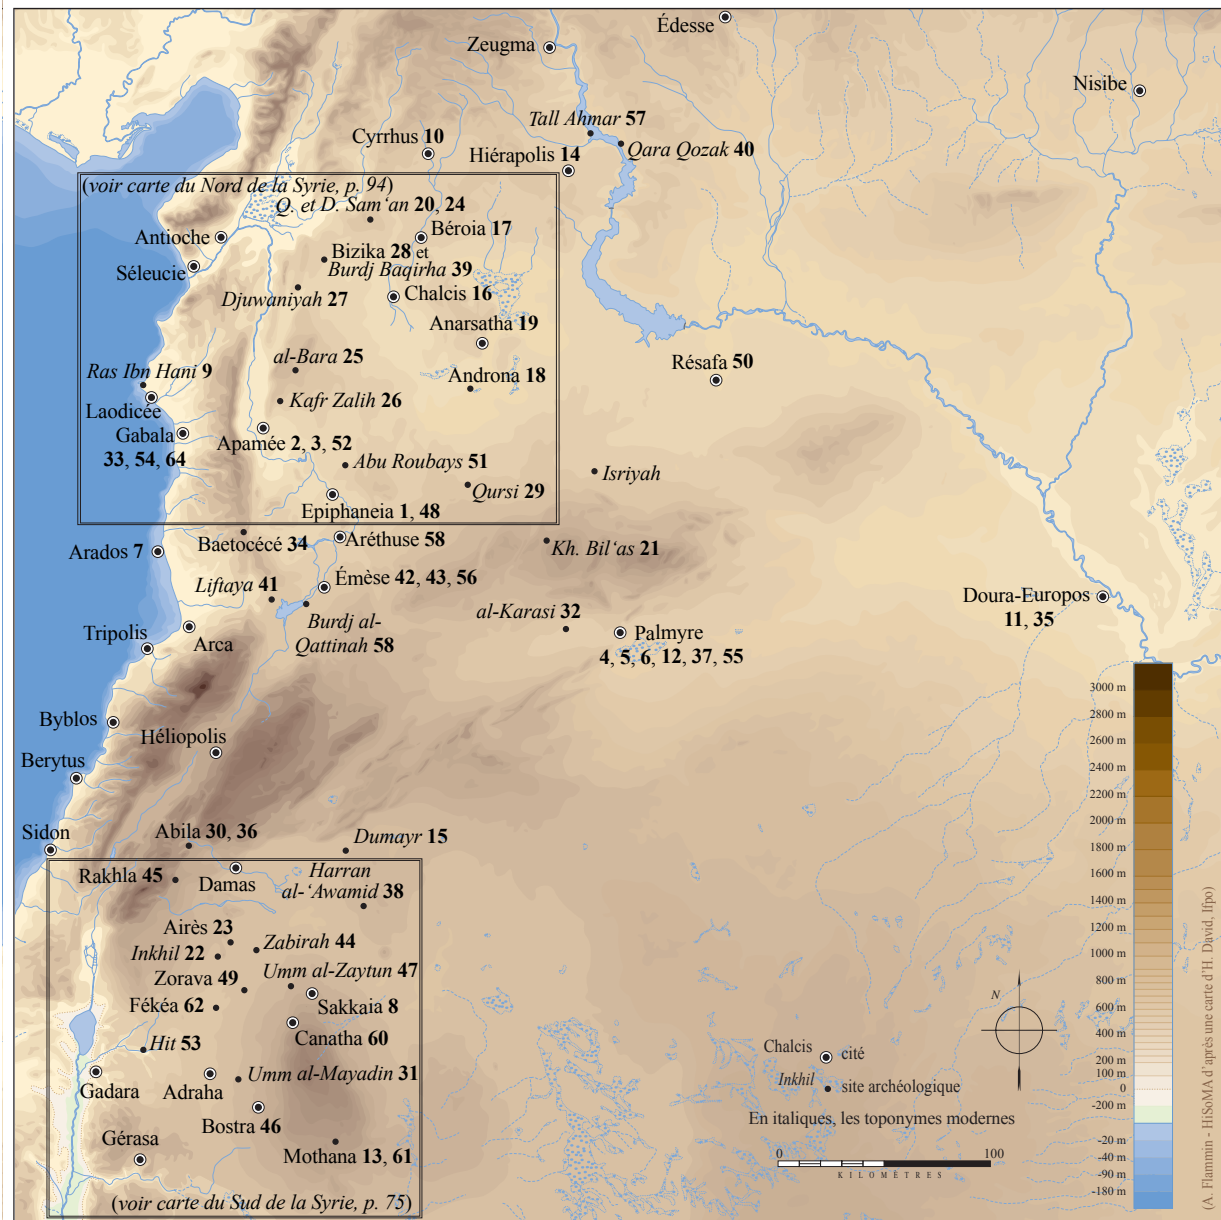 Édesse
Zeugma
Nisibe
Tall Ahmar 57
Cyrrhus 10
Qara Qozak 40
Hiérapolis 14
(voir carte du Nord de la Syrie, p. 94)
Q. et D. Sam‘an 20, 24
Antioche
Béroia 17
Bizika 28 et
Burdj Baqirha 39
Séleucie
Djuwaniyah 27
Chalcis 16
Anarsatha 19
al-Bara 25
Ras Ibn Hani 9
Résafa 50
Androna 18
Laodicée
Kafr Zalih 26
Gabala
33, 54, 64
Apamée 2, 3, 52
Abu Roubays 51
Isriyah
Qursi 29
Epiphaneia 1, 48
Baetocécé 34
Aréthuse 58
Arados 7
Kh. Bil‘as 21
Liftaya 41
Émèse 42, 43, 56
Doura-Europos
11, 35
al-Karasi 32
Burdj al-
Qattinah 58
Tripolis
Arca
Palmyre
4, 5, 6, 12, 37, 55
Byblos
Héliopolis
Berytus
Sidon
Abila 30, 36
Dumayr 15
Rakhla 45
Damas
Harran
al-‘Awamid 38
Airès 23
Inkhil 22
Zabirah 44
Zorava 49
Umm al-Zaytun 47
Fékéa 62
Sakkaia 8
Canatha 60
Hit 53
Gadara
Adraha
Umm al-Mayadin 31
Bostra 46
Gérasa
Mothana 13, 61
(voir carte du Sud de la Syrie, p. 75)
N
Chalcis
cité
Inkhil
site archéologique
En italiques, les toponymes modernes
0
100
KILOMÈTRES
3000 m
2800 m
2600 m
2400 m
2200 m
2000 m
1800 m
1600 m
1400 m
1200 m
1000 m
800 m
600 m
400 m
200 m
100 m
0
-200 m
-20 m
-40 m
-90 m
-180 m
(A. Flammin - HiSoMA d'après une carte d'H. David, Ifpo)